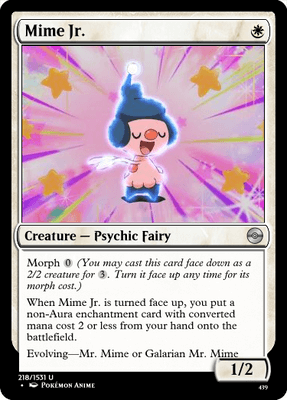 Mime Jr.
Creature — Psychic Fairy
Morph 0 (You may cast this card face down as a
2/2 creature for 3. Turn it face up any time for its
morph cost.)
When Mime Jr. is turned face up, you put a
non-Aura enchantment card with converted
mana cost 2 or less from your hand onto the
battlefield.
Evolving—Mr. Mime or Galarian Mr. Mime
1/2
218/1531 U
• Pokémon Anime
439